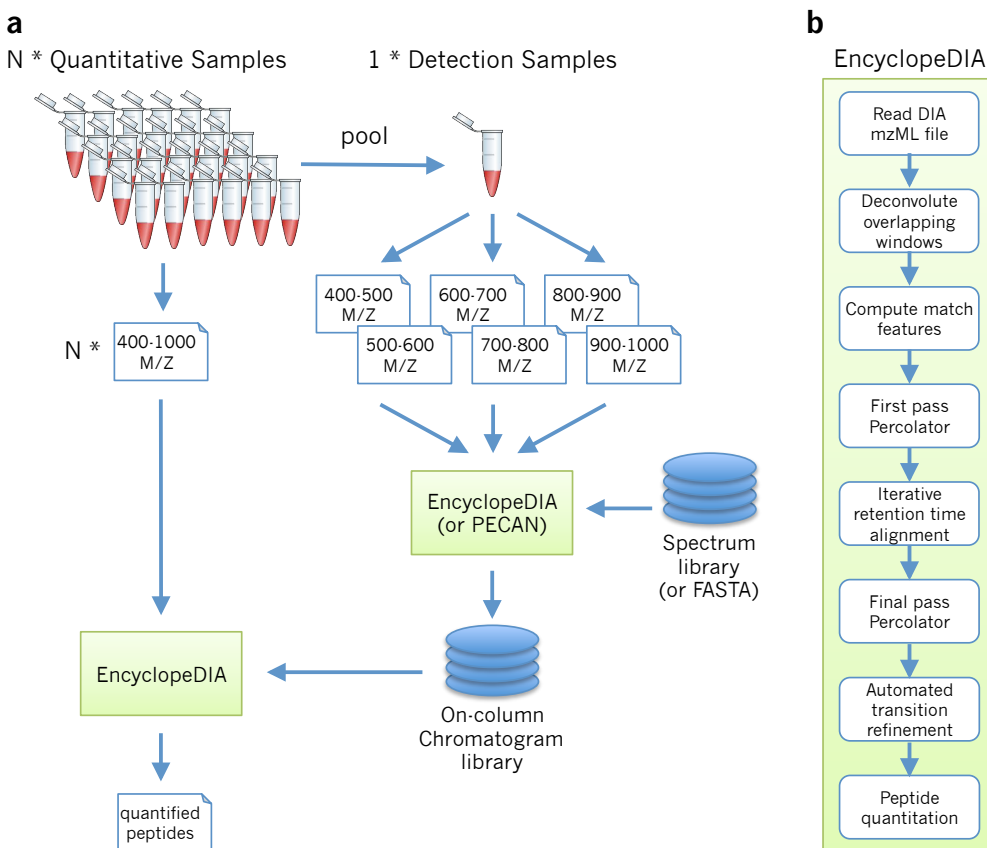 a
N * Quantitative Samples
1 * Detection Samples
pool
400-500
M/Z
600-700
M/Z
800-900
M/Z
500-600
M/Z
700-800
M/Z
900-1000
M/Z
N *
400-1000
M/Z
EncyclopeDIA
(or PECAN)
Spectrum
library
(or FASTA)
EncyclopeDIA
On-column
Chromatogram
library
quantified
peptides
b
EncyclopeDIA
Read DIA
mzML file
Deconvolute
overlapping
windows
Compute match
features
First pass
Percolator
Iterative
retention time
alignment
Final pass
Percolator
Automated
transition
refinement
Peptide
quantitation